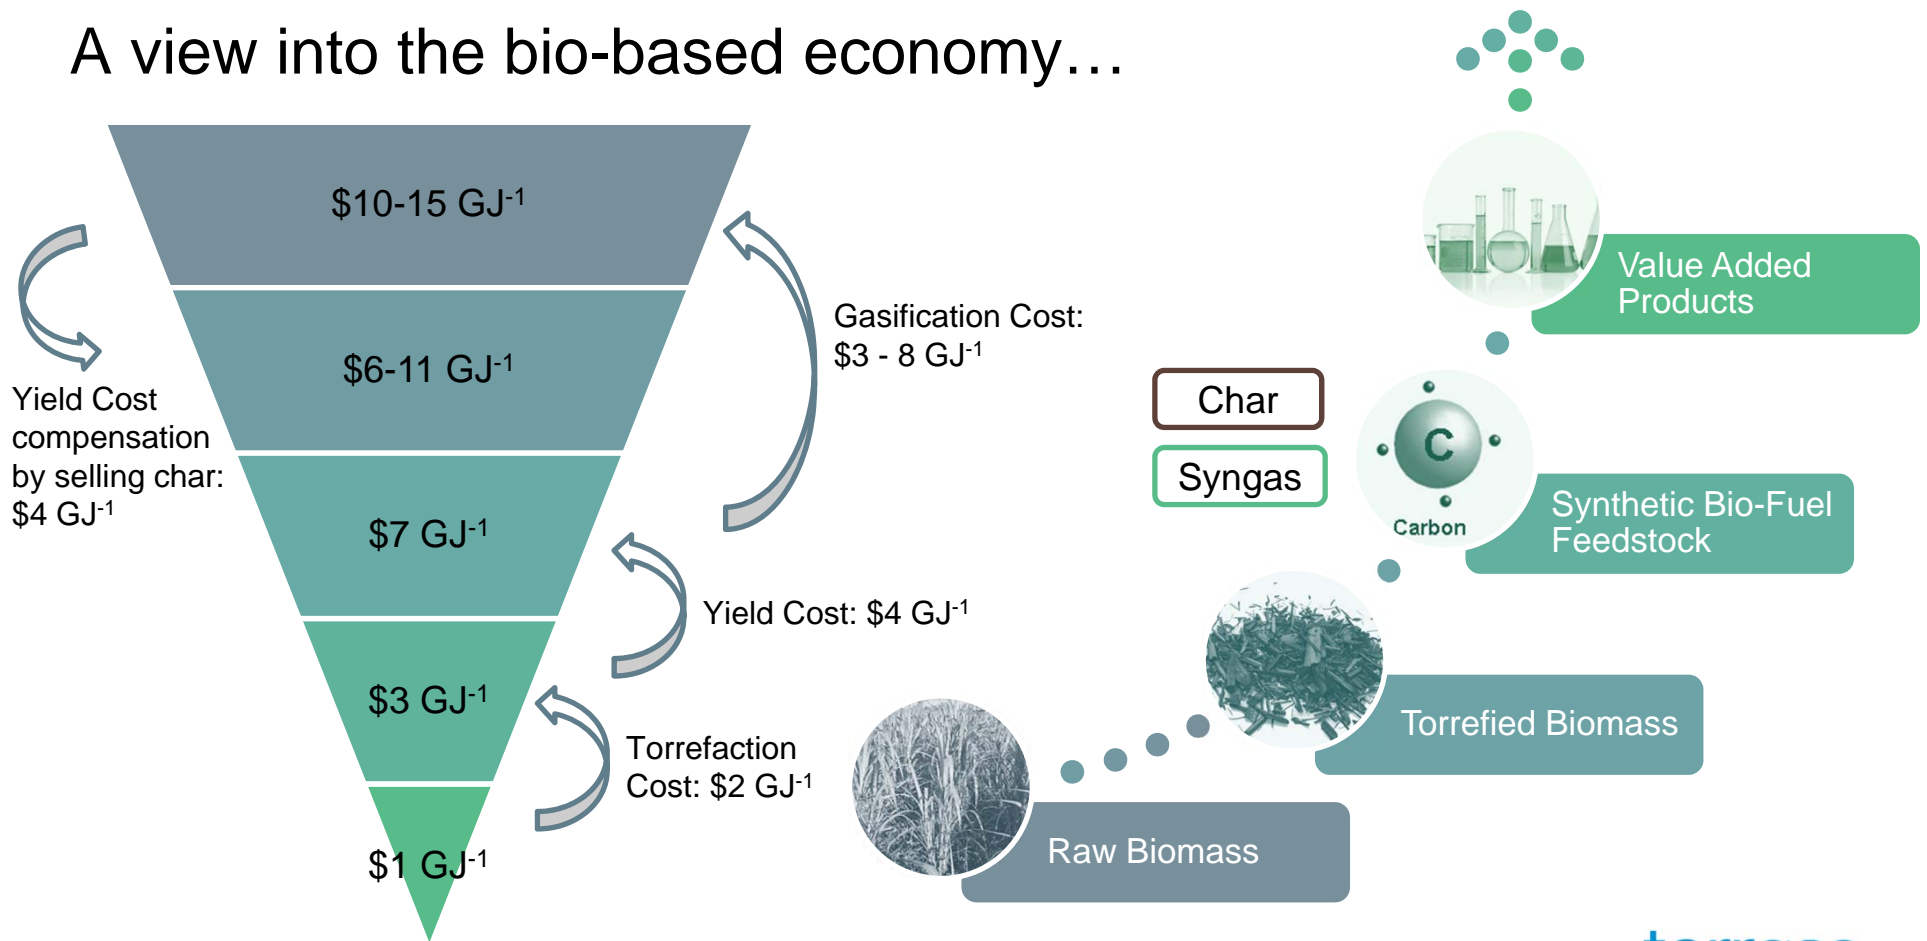 A view into the bio-based economy…
$10-15 GJ-1
$6-11 GJ-1
$7 GJ-1
$3 GJ-1
$1 GJ-1
Yield Cost
compensation
by selling char:
$4 GJ-1
Gasification Cost:
$3 - 8 GJ-1
Yield Cost: $4 GJ-1
Torrefaction
Cost: $2 GJ-1
Char
Syngas
Value Added
Products
C
Carbon
Synthetic Bio-Fuel
Feedstock
Torrefied Biomass
Raw Biomass